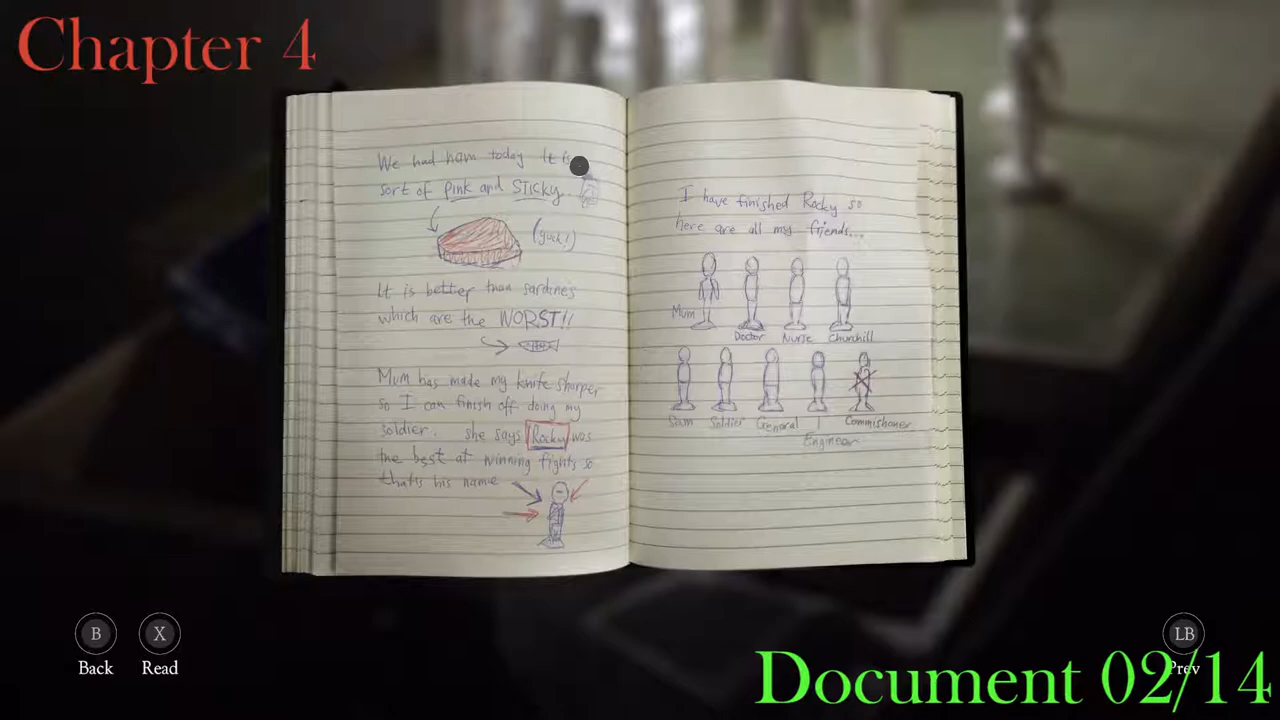 Chapter 4
We had ham today It is
sort of Pink and STICKY..
(yuck!)
It is better than sardines
which are the WORST!!
Mum has made my knife sharper
so I can finish off doing my
soldier. she says Rocky was
the best at winning fights so
thats his name
I have finished Rocky so
here are all my friends...
Mum
Doctor Nurse Churchill
Sam Soldier General
Engineer
Commishoner
B
Back
X
Read
LB
Prev
Document 02/14